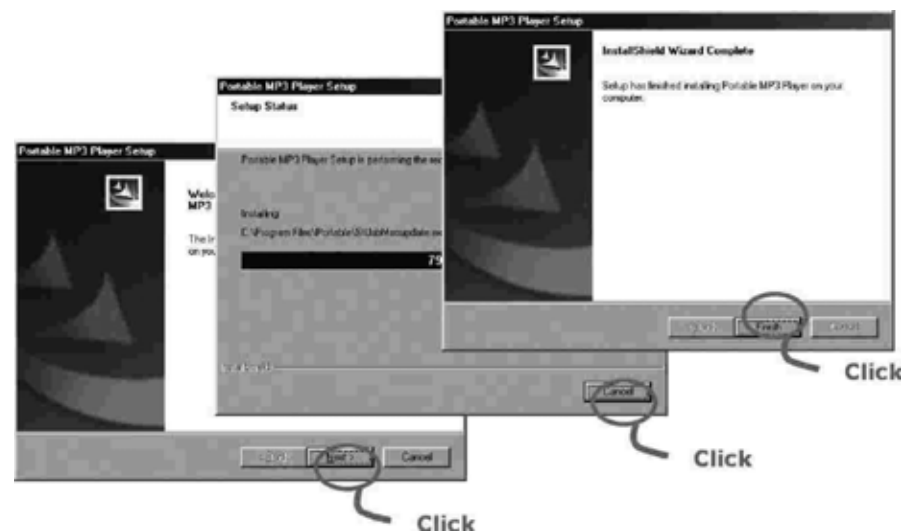 Portable MP3 Player Setup
InstallShield Wizard Complete
Setup has finished installing Portable MP3 Player on your
computer.
Finish
Cancel
Click
Portable MP3 Player Setup
Setup Status
Portable MP3 Player Setup is performing the
Installing
Cancel
Click
Portable MP3 Player Setup
Welc
MP3
The In
on you
79
Next >
Cancel
Click